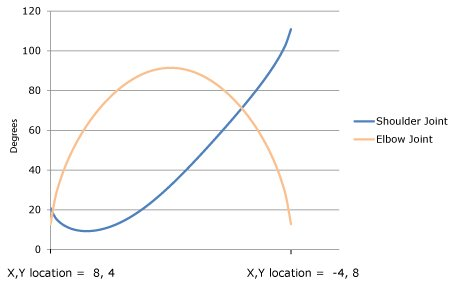 120
100
80
60
40
20
0
Degrees
Shoulder Joint
Elbow Joint
X,Y location = 8, 4
X,Y location = -4, 8